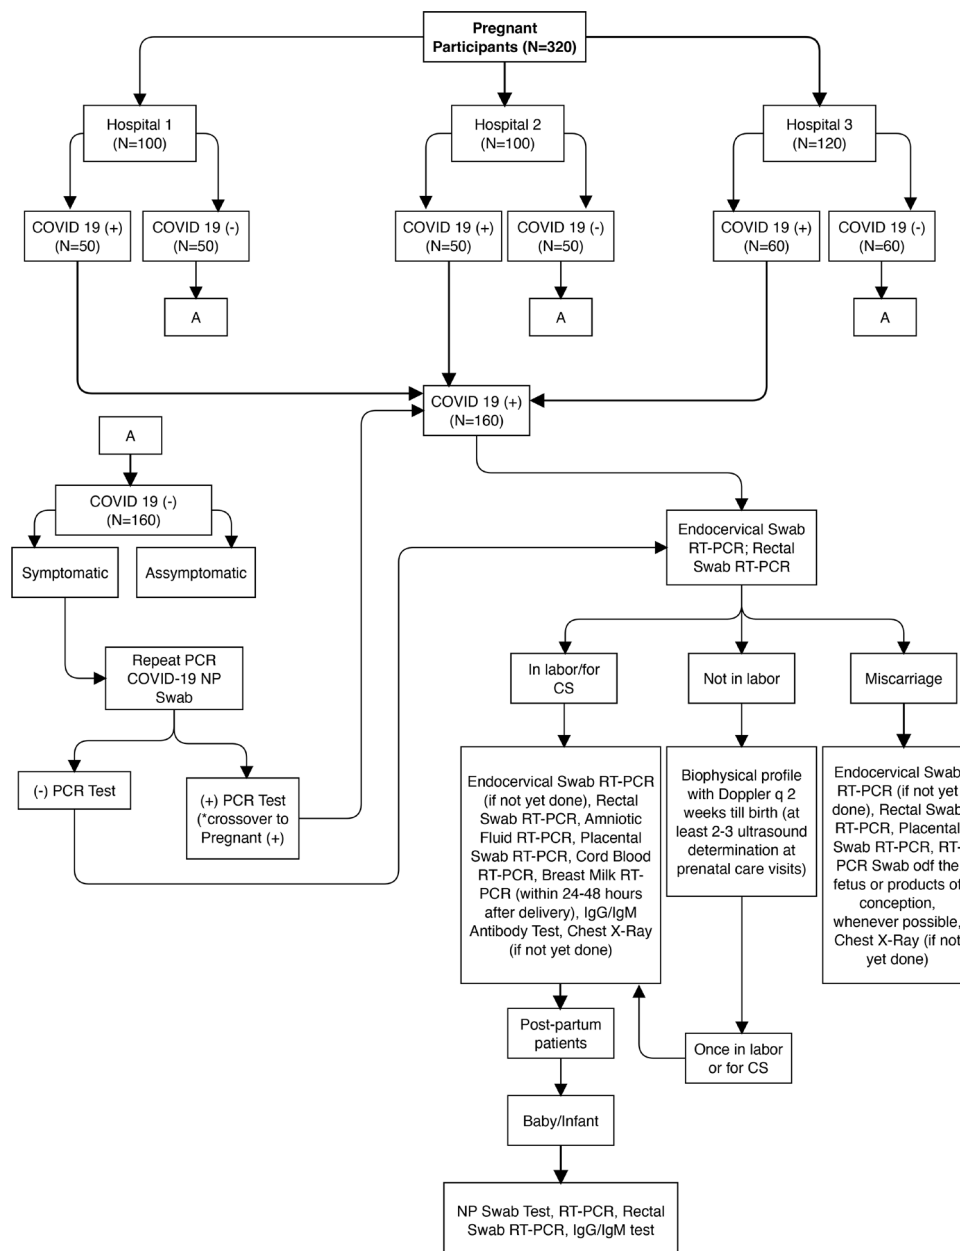 Pregnant
Participants (N=320)
Hospital 1
(N=100)
Hospital 2
(N=100)
Hospital 3
(N=120)
COVID 19 (+)
(N=50)
COVID 19 (-)
(N=50)
COVID 19 (+)
(N=50)
COVID 19 (-)
(N=50)
COVID 19 (+)
(N=60)
COVID 19 (-)
(N=60)
A
A
A
COVID 19 (+)
(N=160)
A
COVID 19 (-)
(N=160)
Symptomatic
Assymptomatic
Endocervical Swab
RT-PCR; Rectal
Swab RT-PCR
Repeat PCR
COVID-19 NP
Swab
In labor/for
CS
Not in labor
Miscarriage
(-) PCR Test
(+) PCR Test
(*crossover to
Pregnant (+)
Endocervical Swab RT-PCR
(if not yet done), Rectal
Swab RT-PCR, Amniotic
Fluid RT-PCR, Placental
Swab RT-PCR, Cord Blood
RT-PCR, Breast Milk RT-
PCR (within 24-48 hours
after delivery), IgG/IgM
Antibody Test, Chest X-Ray
(if not yet done)
Biophysical profile
with Doppler q 2
weeks till birth (at
least 2-3 ultrasound
determination at
prenatal care visits)
Endocervical Swab
RT-PCR (if not yet
done), Rectal Swab
RT-PCR, Placental
Swab RT-PCR, RT-
PCR Swab odf the
fetus or products of
conception,
whenever possible,
Chest X-Ray (if not
yet done)
Post-partum
patients
Once in labor
or for CS
Baby/Infant
NP Swab Test, RT-PCR, Rectal
Swab RT-PCR, IgG/IgM test